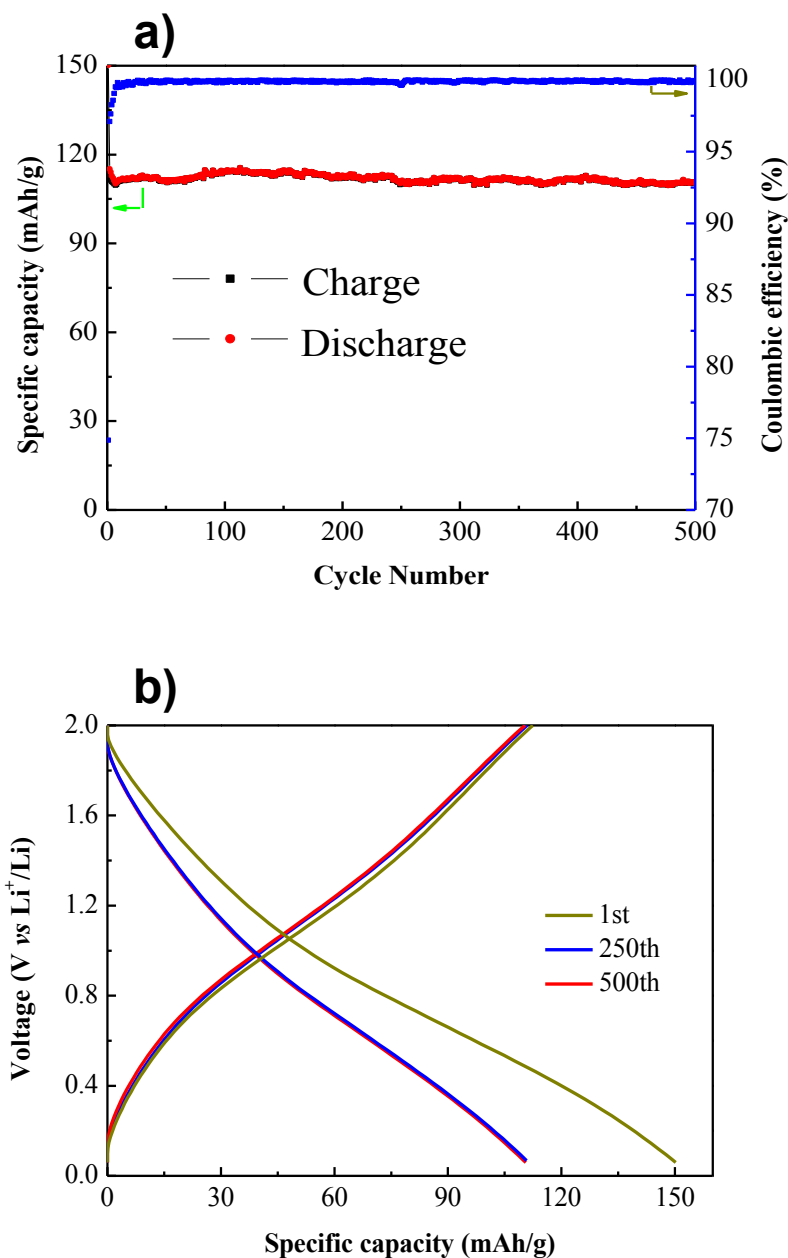 a)
150
120
90
60
30
0
Specific capacity (mAh/g)
100
95
90
85
80
75
70
Coulombic efficiency (%)
Charge
Discharge
0 100 200 300 400 500
Cycle Number
b)
2.0
1.6
1.2
0.8
0.4
0.0
Voltage (V vs Li⁺/Li)
1st
250th
500th
0 30 60 90 120 150
Specific capacity (mAh/g)